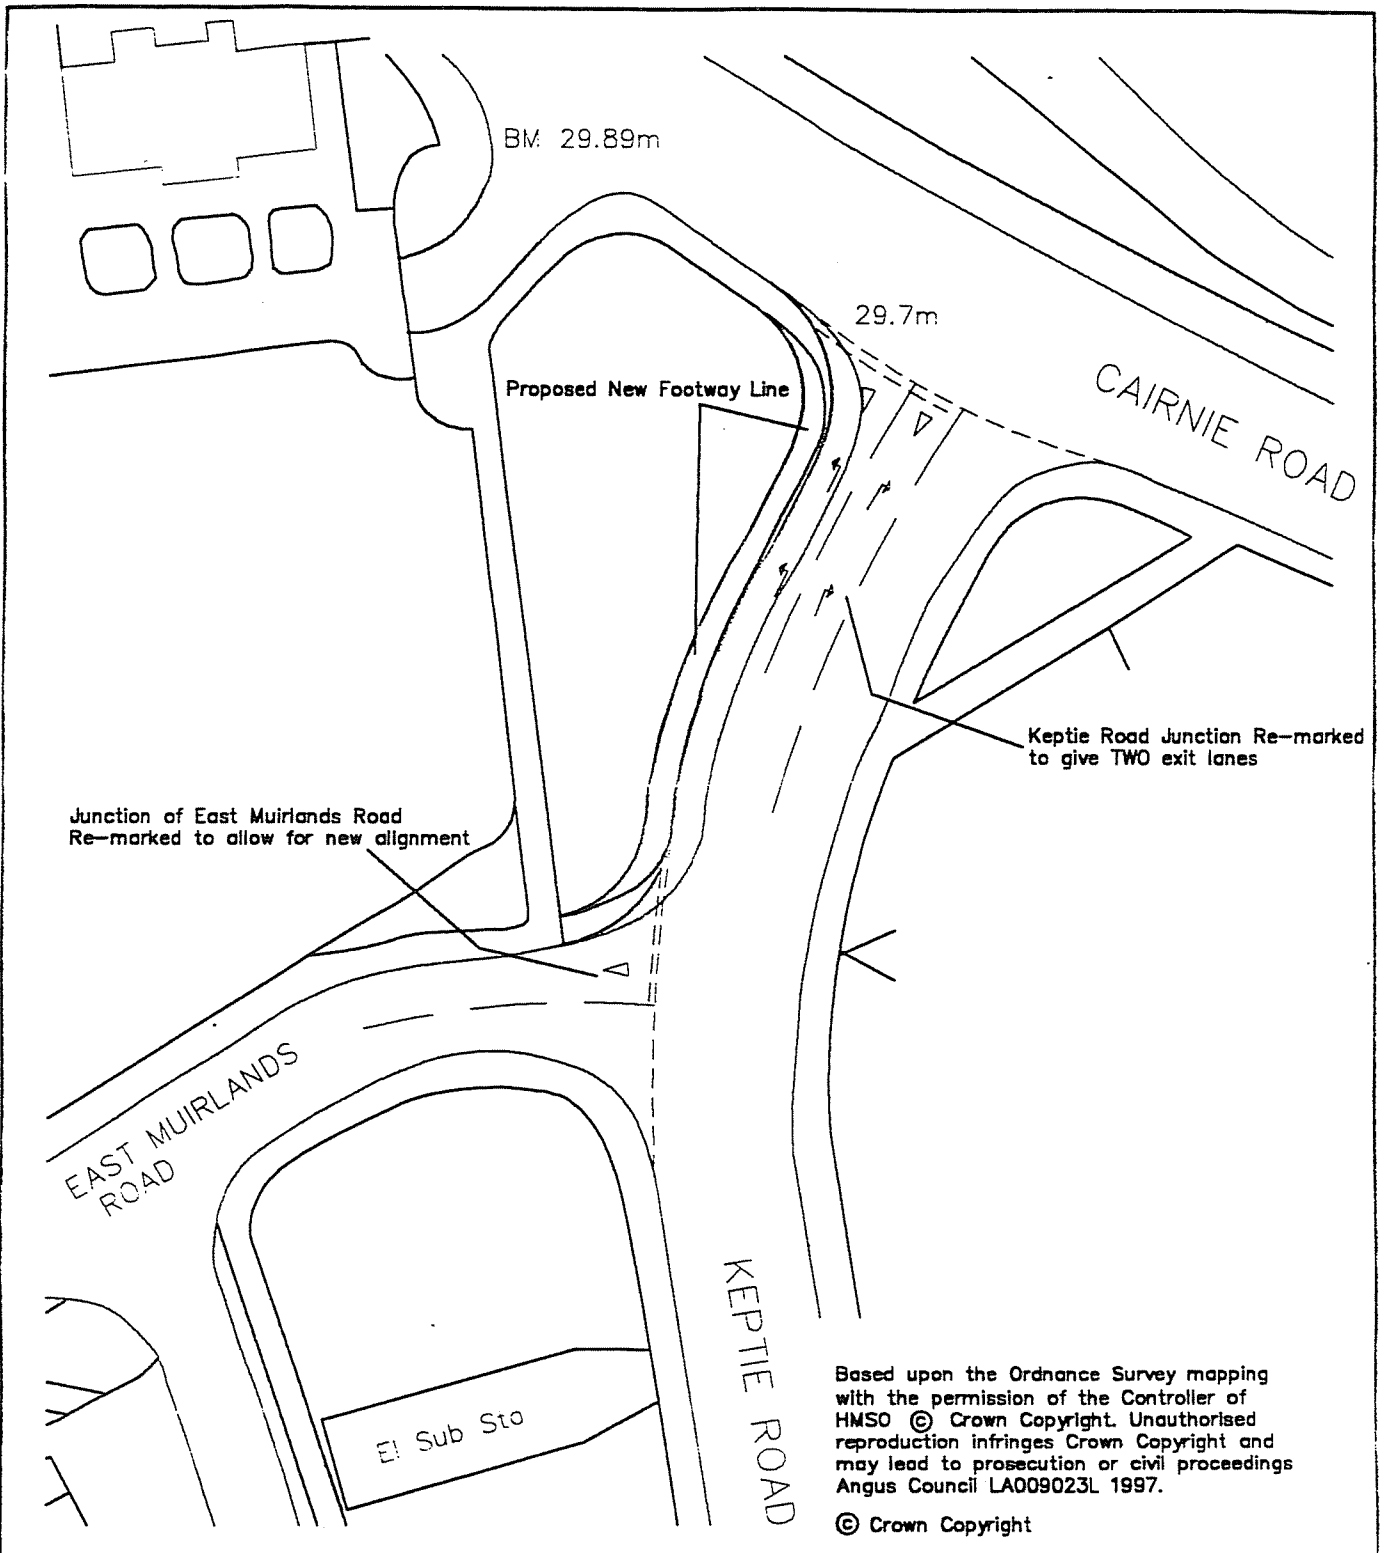 BM 29.89m
29.7m
Proposed New Footway Line
CAIRNIE ROAD
Keptie Road Junction Re-marked
to give TWO exit lanes
Junction of East Muirlands Road
Re-marked to allow for new alignment
EAST MUIRLANDS
ROAD
KEPTIE ROAD
El Sub Sta
Based upon the Ordnance Survey mapping
with the permission of the Controller of
HMSO © Crown Copyright. Unauthorised
reproduction infringes Crown Copyright and
may lead to prosecution or civil proceedings
Angus Council LA009023L 1997.
© Crown Copyright